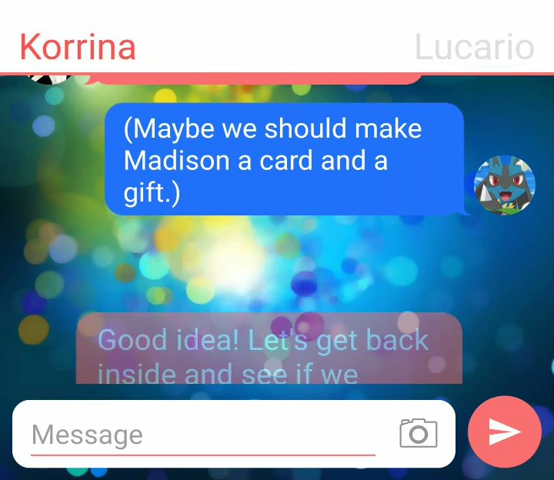 Korrina
Lucario
(Maybe we should make
Madison a card and a
gift.)
Good idea! Let's get back
inside and see if we
Message